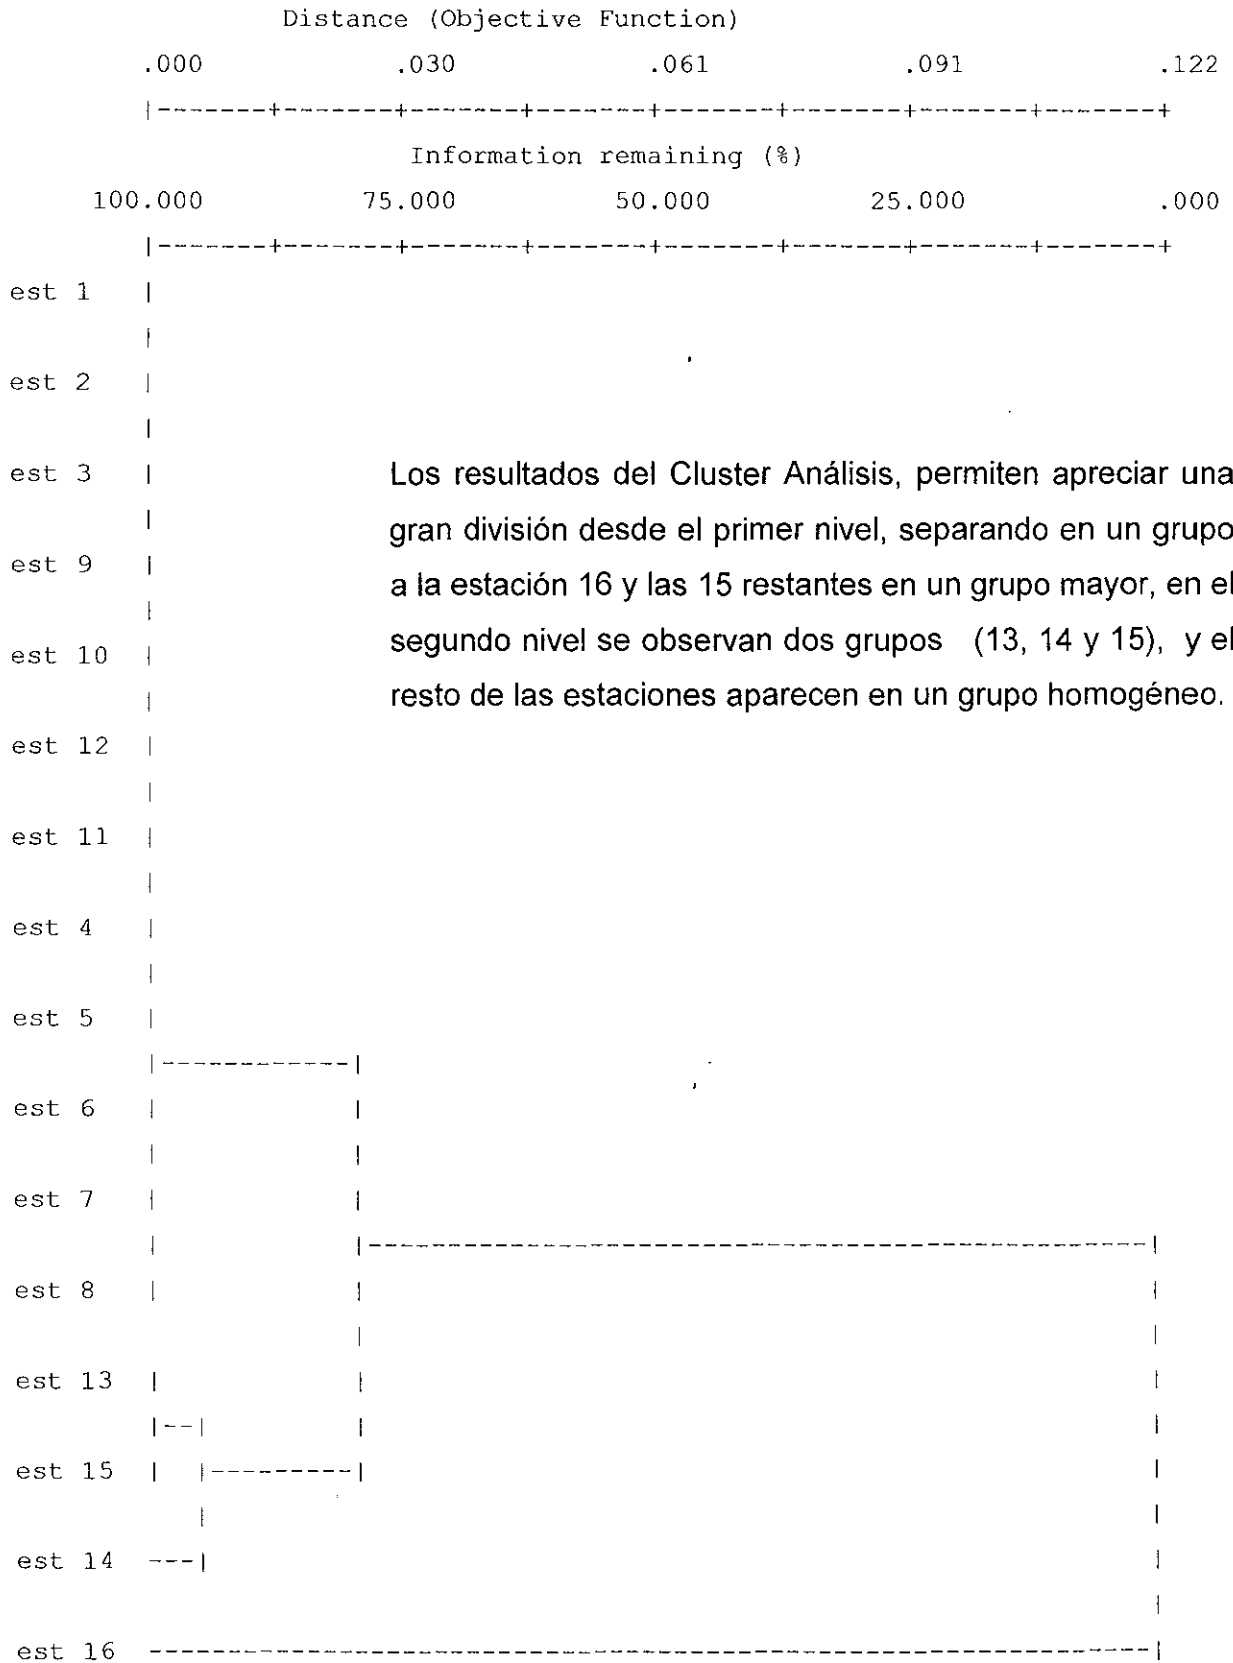 Distance (Objective Function)
.000 .030 .061 .091 .122
|-------+-------+-------+-------+-------+-------+-------+-------+
Information remaining (%)
100.000 75.000 50.000 25.000 .000
|-------+-------+-------+-------+-------+-------+-------+-------+
est 1
est 2
est 3
Los resultados del Cluster Análisis, permiten apreciar una
gran división desde el primer nivel, separando en un grupo
a la estación 16 y las 15 restantes en un grupo mayor, en el
segundo nivel se observan dos grupos (13, 14 y 15), y el
resto de las estaciones aparecen en un grupo homogéneo.
est 9
est 10
est 12
est 11
est 4
est 5
est 6
est 7
est 8
est 13
est 15
est 14
est 16